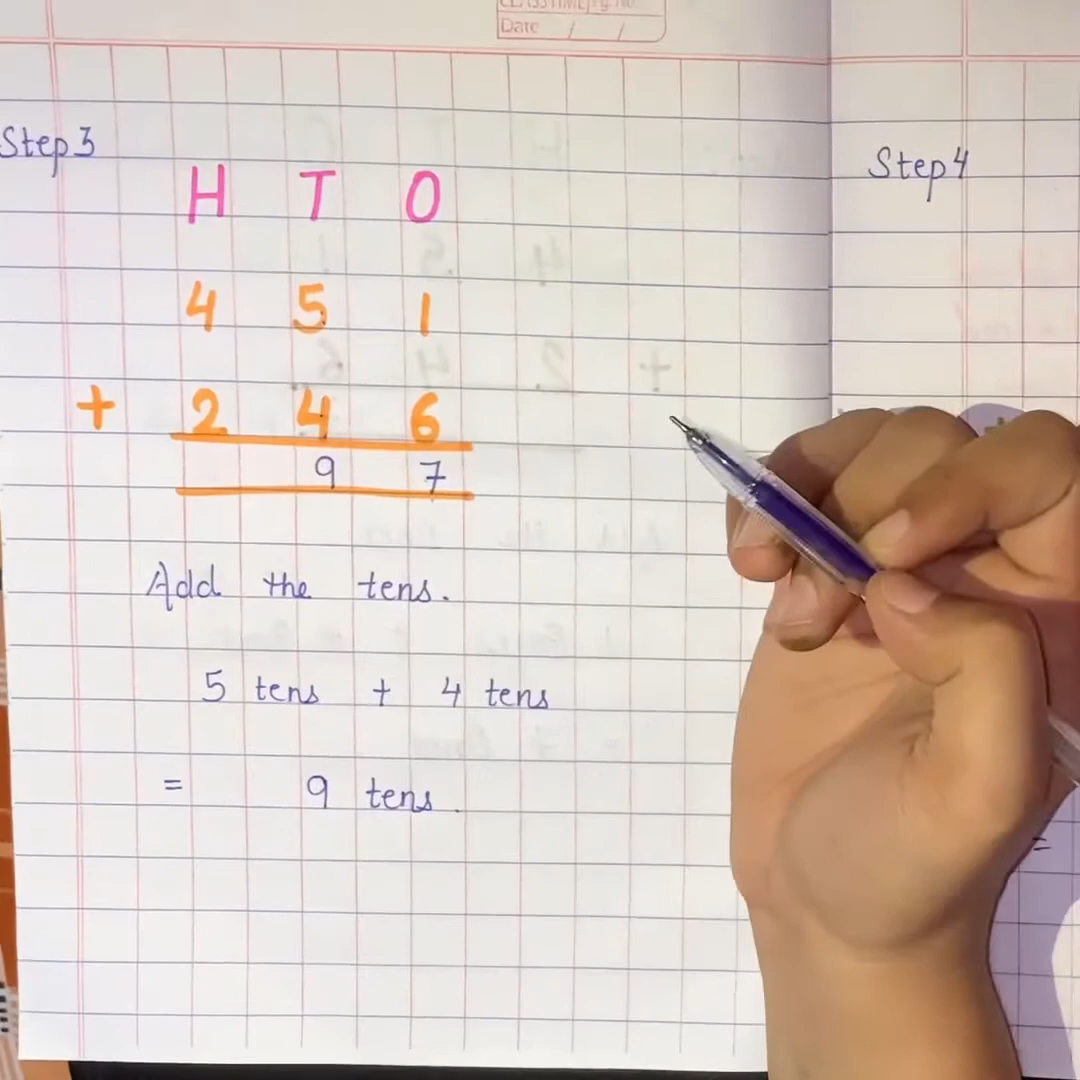 Date / /
Step 3
H T O
4 5 1
+ 2 4 6
9 7
Add the tens.
5 tens + 4 tens
= 9 tens.
Step 4
=